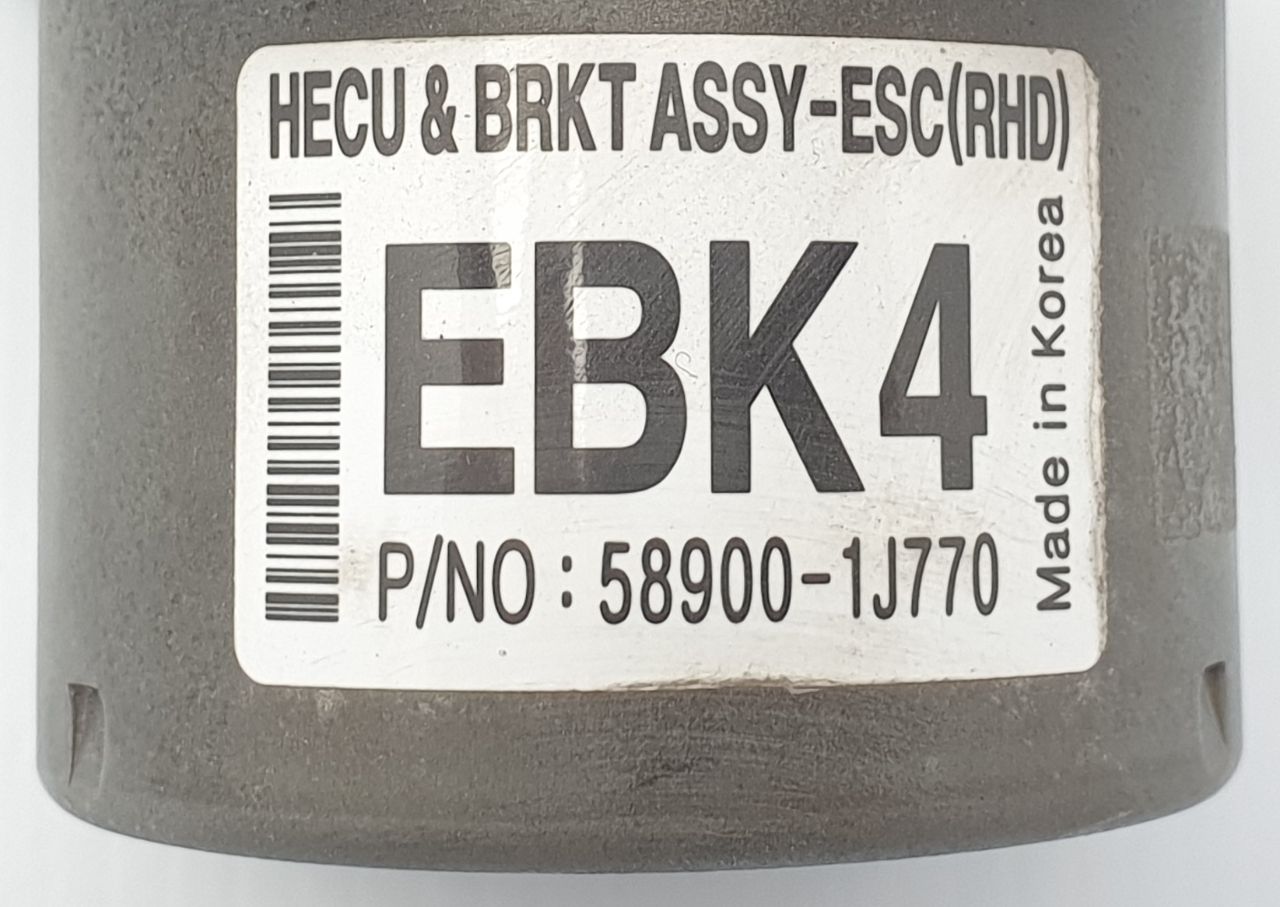 HECU & BRKT ASSY-ESC(RHD)
EBK4
P/NO : 58900-1J770
Made in Korea